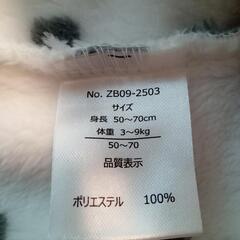 No. ZB09-2503
サイズ
身長 50～70cm
体重 3～9kg
50－70
品質表示
ポリエステル 100%